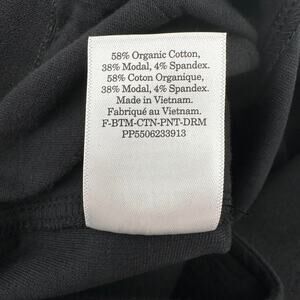 58% Organic Cotton,
38% Modal, 4% Spandex.
58% Coton Organique,
38% Modal, 4% Spandex.
Made in Vietnam.
Fabriqué au Vietnam.
F-BTM-CTN-PNT-DRM
PP5506233913